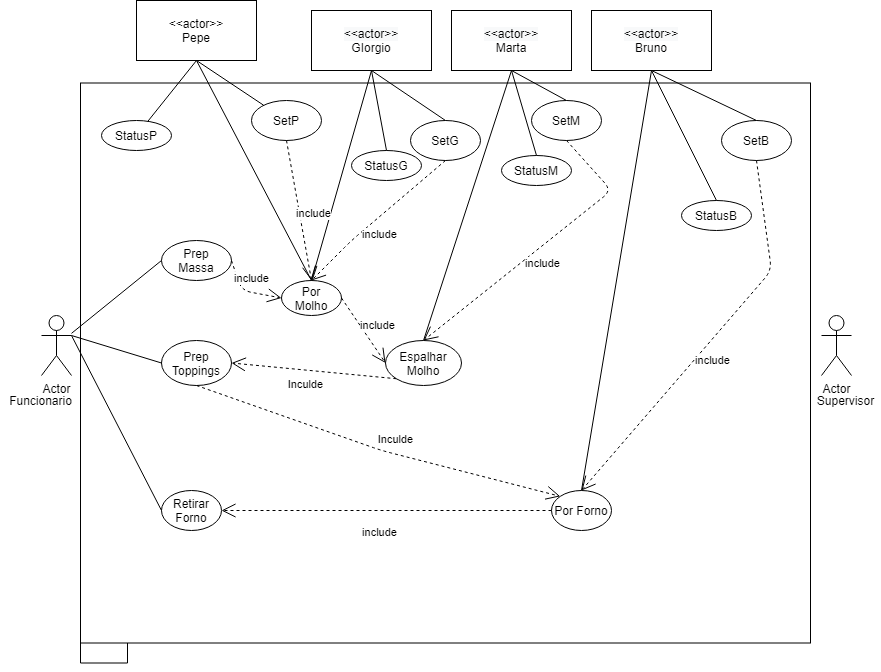 <<actor>>
Pepe
<<actor>>
GIorgio
<<actor>>
Marta
<<actor>>
Bruno
StatusP
SetP
StatusG
SetG
StatusM
SetM
SetB
StatusB
include
include
include
Prep
Massa
include
Por
Molho
include
Espalhar
Molho
Prep
Toppings
Inculde
include
Actor
Funcionario
Actor
Supervisor
Inculde
Retirar
Forno
Por Forno
include